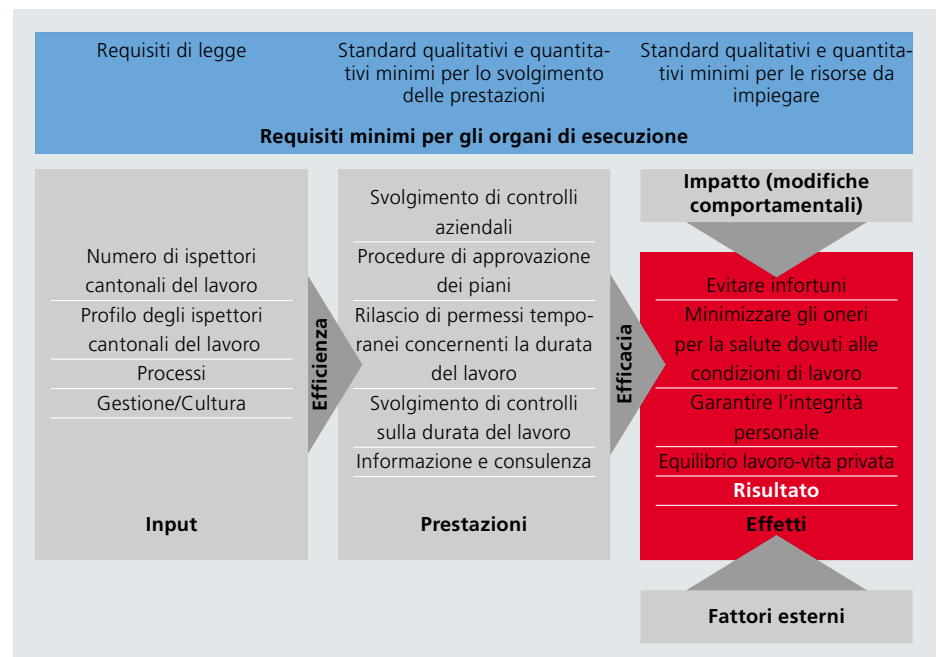 Requisiti di legge
Standard qualitativi e quantita-
tivi minimi per lo svolgimento
delle prestazioni
Standard qualitativi e quantita-
tivi minimi per le risorse da
impiegare
Requisiti minimi per gli organi di esecuzione
Numero di ispettori
cantonali del lavoro
Profilo degli ispettori
cantonali del lavoro
Processi
Gestione/Cultura
Input
Efficienza
Svolgimento di controlli
aziendali
Procedure di approvazione
dei piani
Rilascio di permessi tempo-
ranei concernenti la durata
del lavoro
Svolgimento di controlli
sulla durata del lavoro
Informazione e consulenza
Prestazioni
Efficacia
Impatto (modifiche
comportamentali)
Evitare infortuni
Minimizzare gli oneri
per la salute dovuti alle
condizioni di lavoro
Garantire l’integrità
personale
Equilibrio lavoro-vita privata
Risultato
Effetti
Fattori esterni